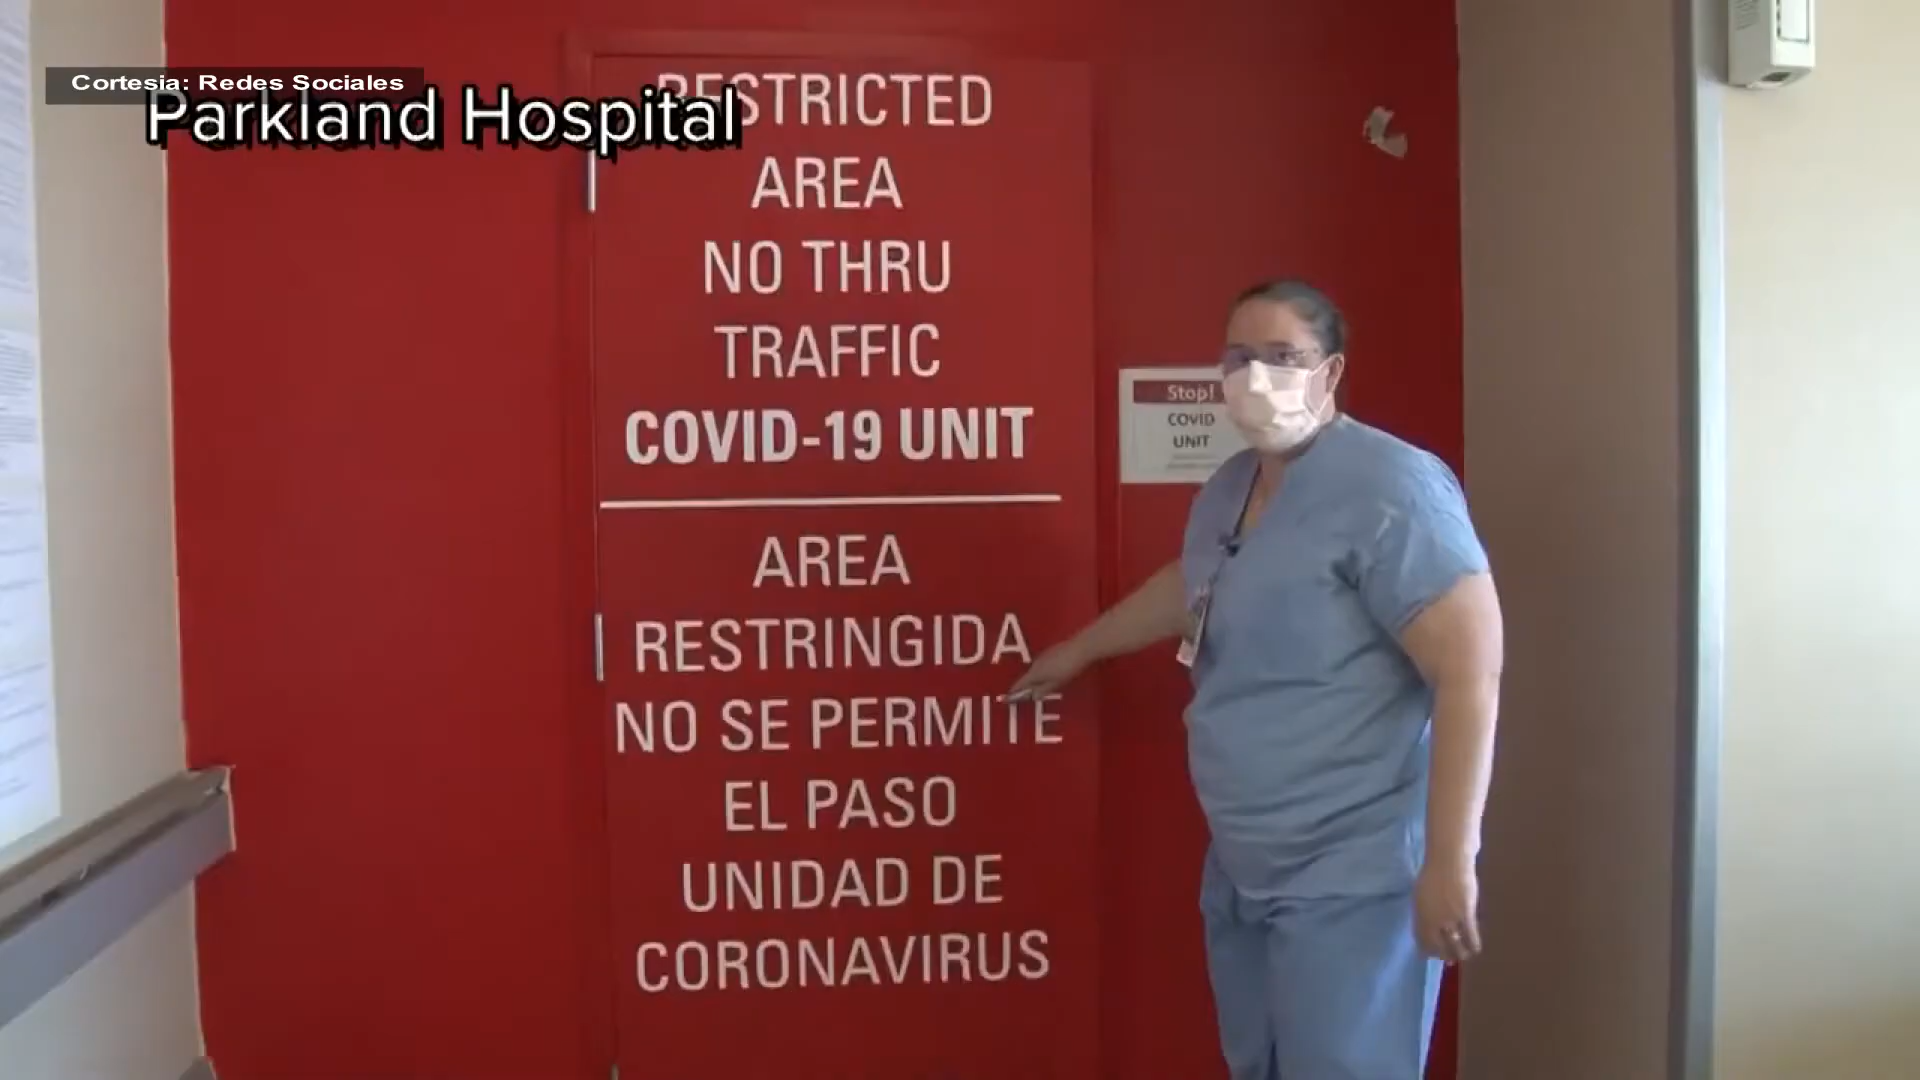 Cortesia: Redes Sociales
Parkland Hospital
RESTRICTED
AREA
NO THRU
TRAFFIC
COVID-19 UNIT
AREA
RESTRINGIDA
NO SE PERMITE
EL PASO
UNIDAD DE
CORONAVIRUS
Stop!
COVID
UNIT